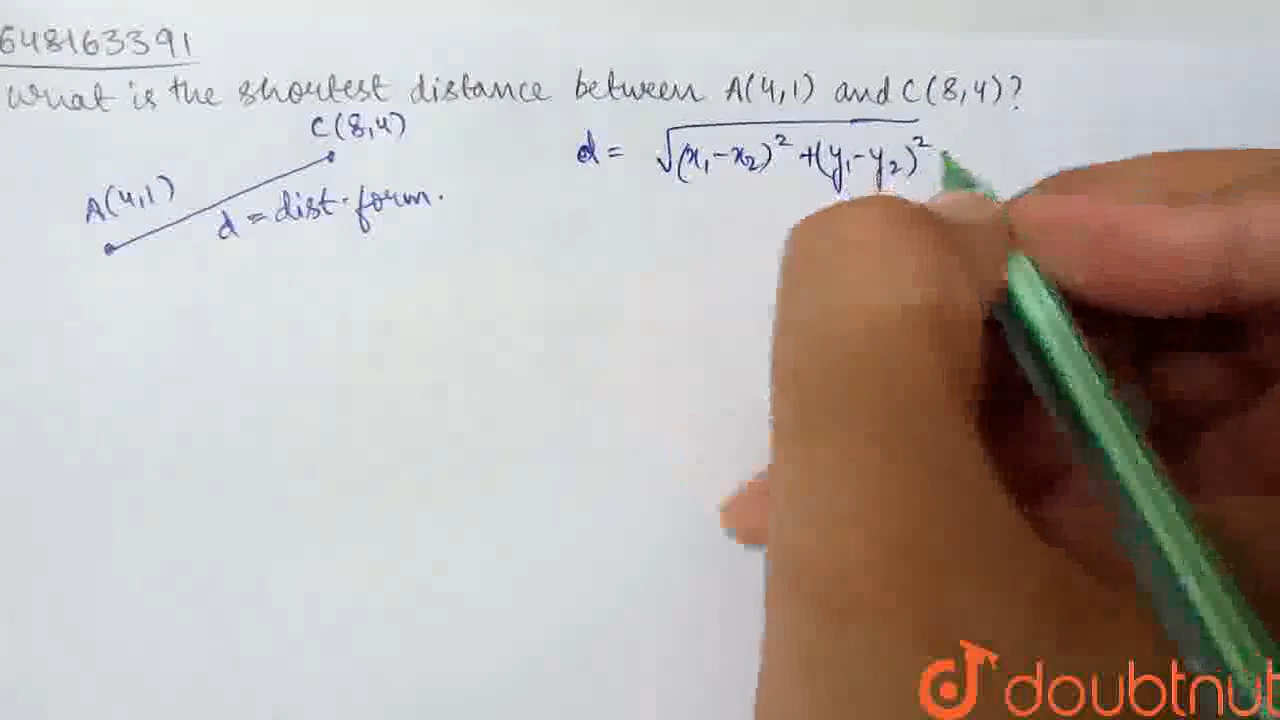 648163391
What is the shortest distance between A(4,1) and C(8,4)?
C(8,4)
A(4,1)
d = dist. form.
d = √(x₁-x₂)² + (y₁-y₂)²
doubtnut